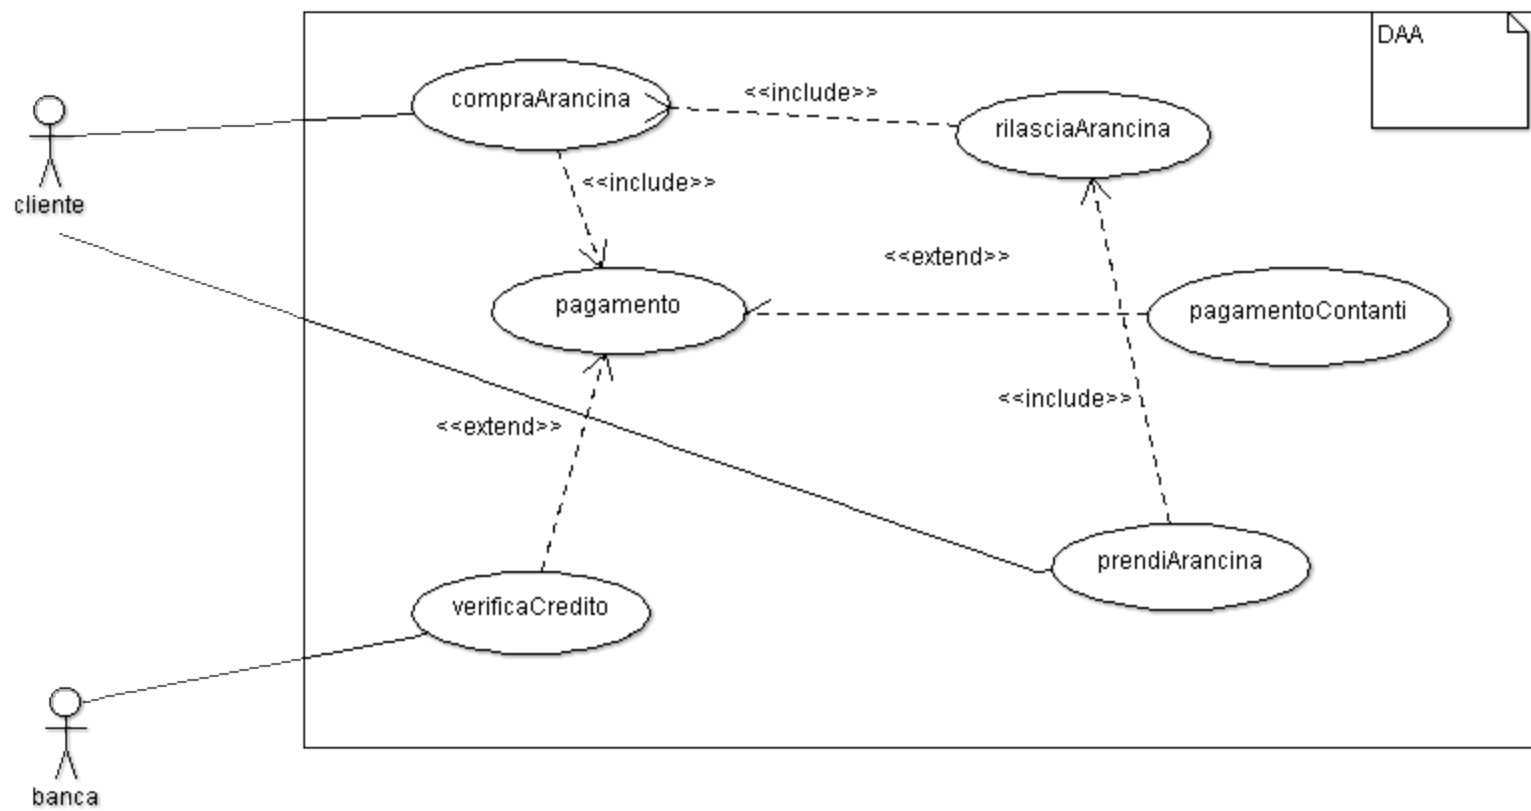 DAA
compraArancina
<<include>>
rilasciaArancina
cliente
<<include>>
<<extend>>
pagamento
pagamentoContanti
<<include>>
<<extend>>
prendiArancina
verificaCredito
banca